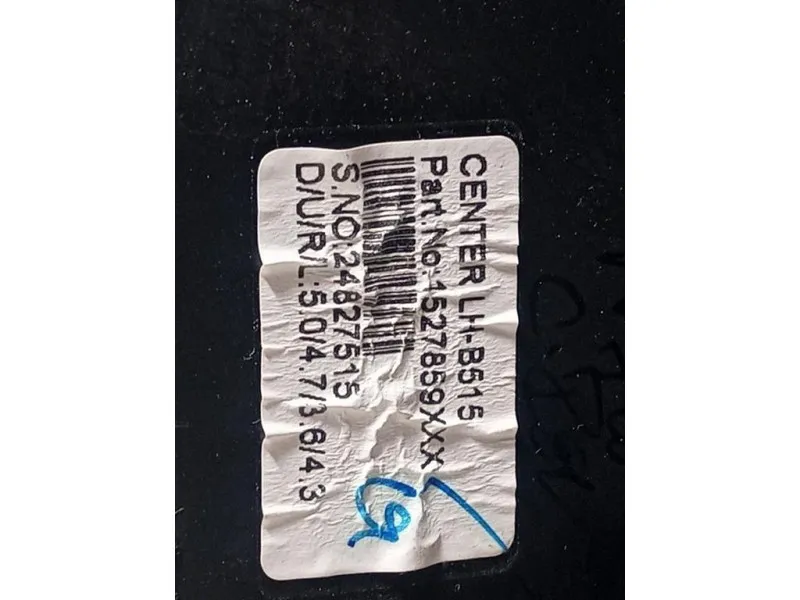 CENTER LH-B515
Part.No:1527859XXX
S.NO:24827515
D/U/R/L:5.0/4.7/3.6/4.3